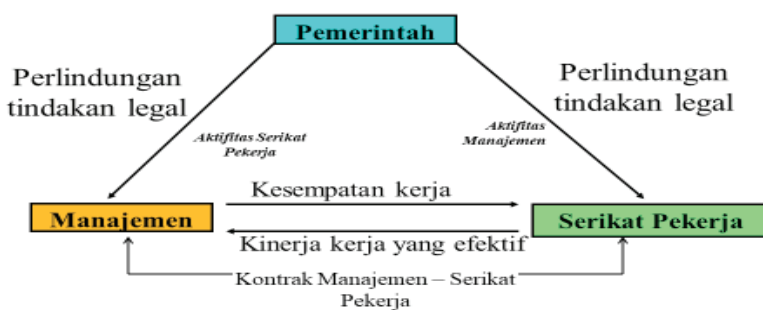 Pemerintah
Perlindungan
tindakan legal
Perlindungan
tindakan legal
Aktifitas Serikat
Pekerja
Aktifitas
Manajemen
Kesempatan kerja
Manajemen
Serikat Pekerja
Kinerja kerja yang efektif
Kontrak Manajemen – Serikat
Pekerja